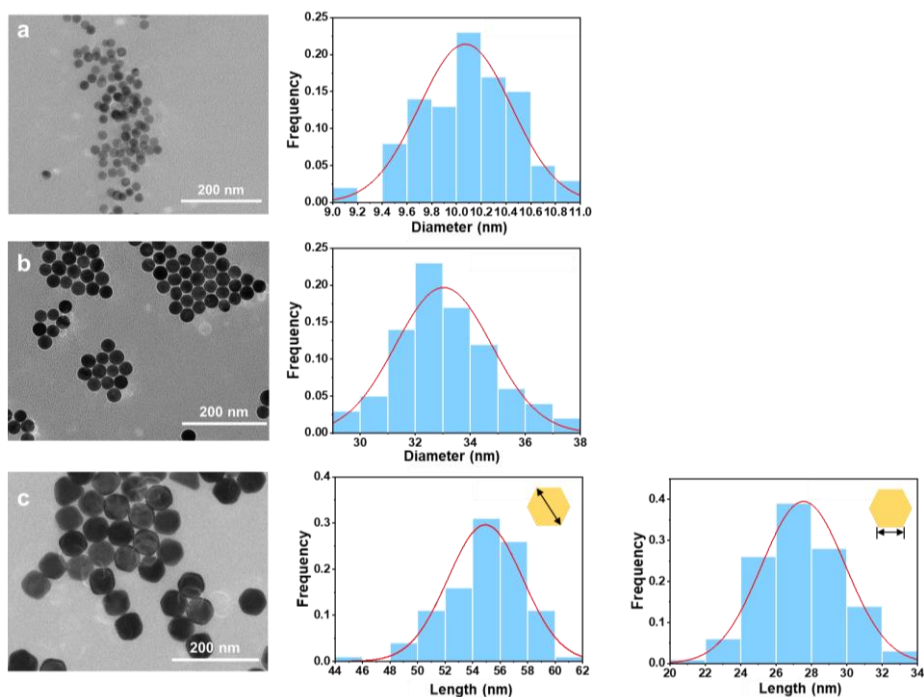 a
200 nm
Frequency
0.25
0.20
0.15
0.10
0.05
0.00
9.0 9.2 9.4 9.6 9.8 10.0 10.2 10.4 10.6 10.8 11.0
Diameter (nm)
b
200 nm
Frequency
0.25
0.20
0.15
0.10
0.05
0.00
30 32 34 36 38
Diameter (nm)
c
200 nm
Frequency
0.4
0.3
0.2
0.1
0.0
44 46 48 50 52 54 56 58 60 62
Length (nm)
Frequency
0.4
0.3
0.2
0.1
0.0
20 22 24 26 28 30 32 34
Length (nm)